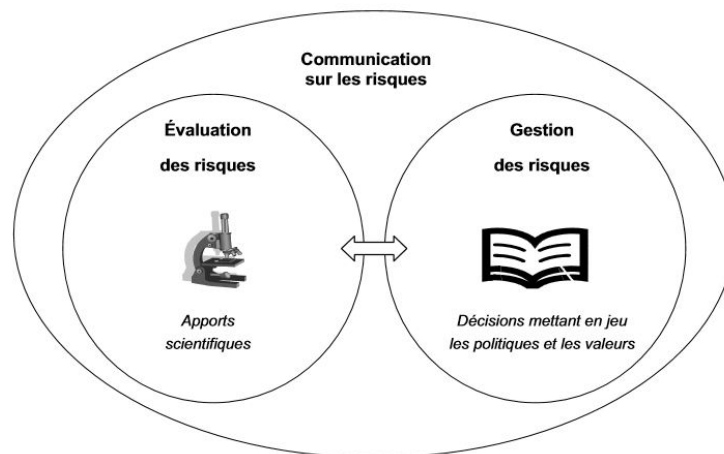 Communication
sur les risques
Évaluation
des risques
Gestion
des risques
Apports
scientifiques
Décisions mettant en jeu
les politiques et les valeurs